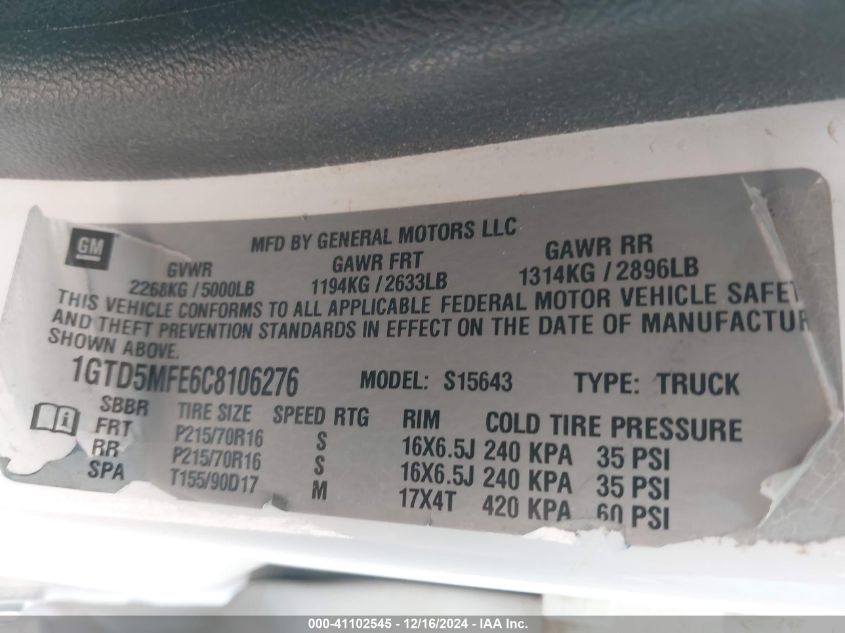 GM
MFD BY GENERAL MOTORS LLC
GVWR GAWR FRT GAWR RR
2268KG / 5000LB 1194KG / 2633LB 1314KG / 2896LB
THIS VEHICLE CONFORMS TO ALL APPLICABLE FEDERAL MOTOR VEHICLE SAFET
AND THEFT PREVENTION STANDARDS IN EFFECT ON THE DATE OF MANUFACTUR
SHOWN ABOVE.
1GTD5MFE6C8106276 MODEL: S15643 TYPE: TRUCK
SBBR TIRE SIZE SPEED RTG RIM COLD TIRE PRESSURE
FRT P215/70R16 S 16X6.5J 240 KPA 35 PSI
RR P215/70R16 S 16X6.5J 240 KPA 35 PSI
SPA T155/90D17 M 17X4T 420 KPA 60 PSI
000-41102545 - 12/16/2024 - IAA Inc.